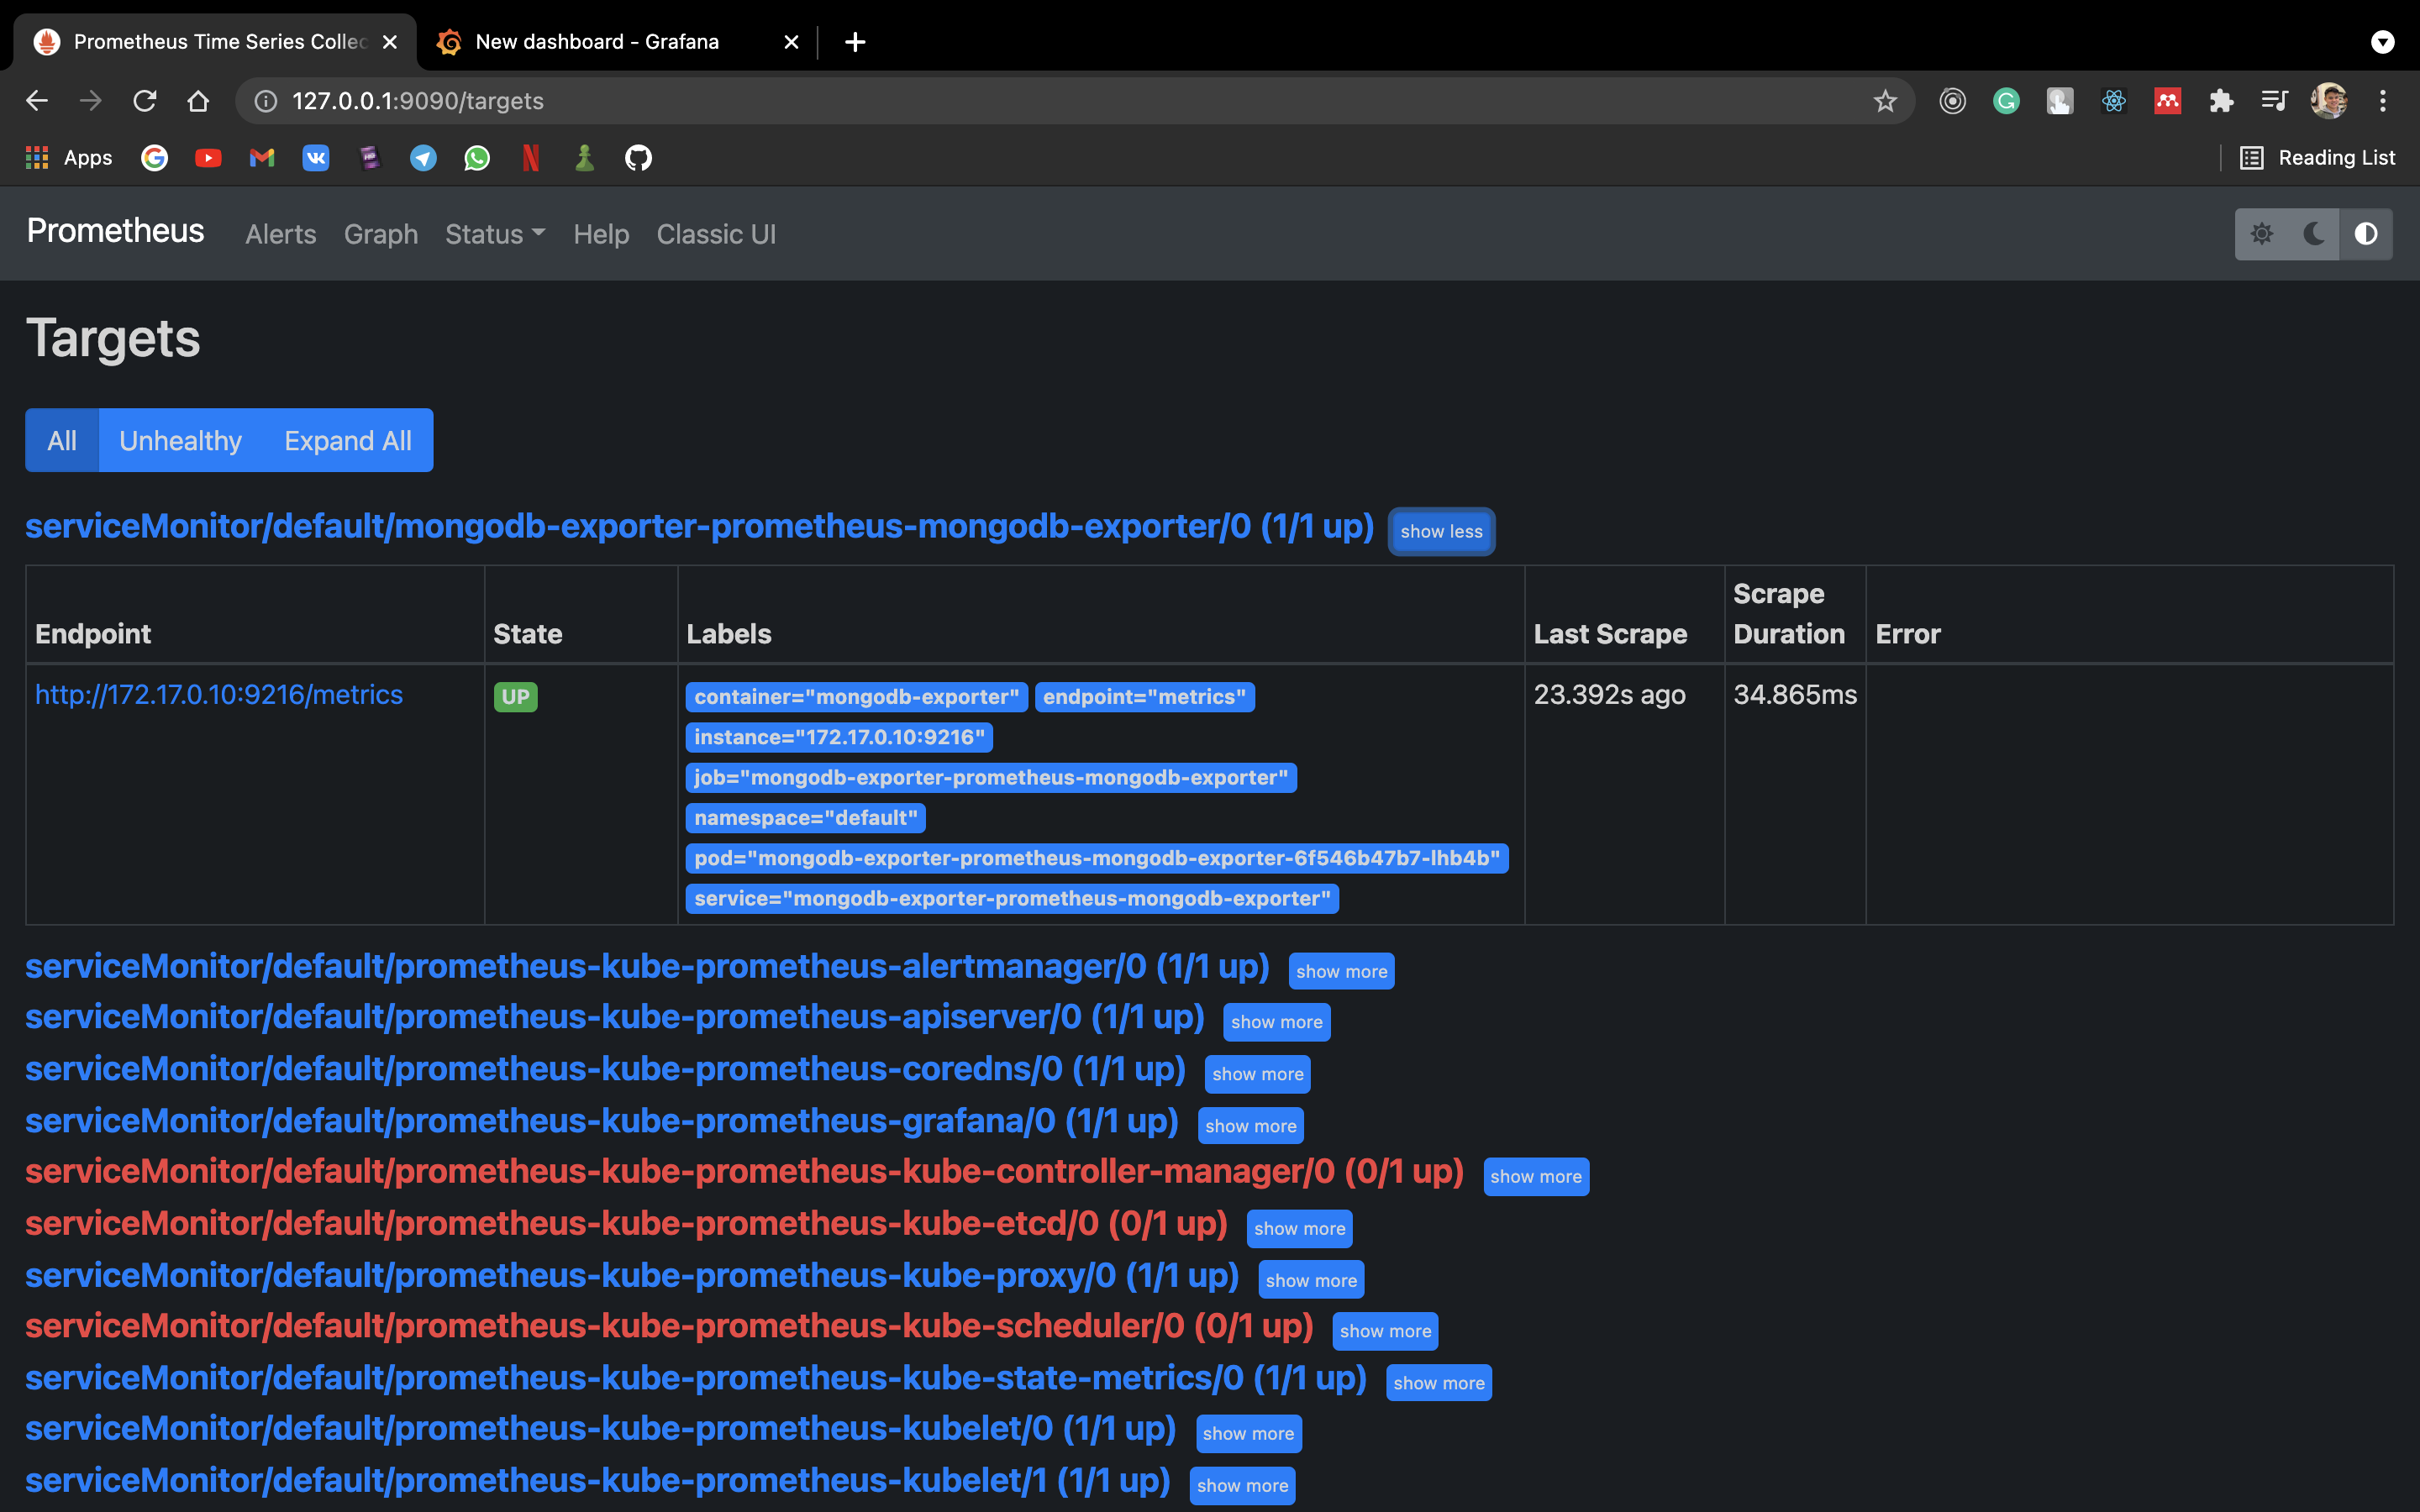 Prometheus Time Series Collec
New dashboard - Grafana
127.0.0.1:9090/targets
Apps
Reading List
Prometheus Alerts Graph Status Help Classic UI
Targets
All Unhealthy Expand All
serviceMonitor/default/mongodb-exporter-prometheus-mongodb-exporter/0 (1/1 up) show less
Endpoint State Labels Last Scrape Scrape Duration Error
http://172.17.0.10:9216/metrics UP container="mongodb-exporter" endpoint="metrics" 23.392s ago 34.865ms
instance="172.17.0.10:9216"
job="mongodb-exporter-prometheus-mongodb-exporter"
namespace="default"
pod="mongodb-exporter-prometheus-mongodb-exporter-6f546b47b7-lhb4b"
service="mongodb-exporter-prometheus-mongodb-exporter"
serviceMonitor/default/prometheus-kube-prometheus-alertmanager/0 (1/1 up) show more
serviceMonitor/default/prometheus-kube-prometheus-apiserver/0 (1/1 up) show more
serviceMonitor/default/prometheus-kube-prometheus-coredns/0 (1/1 up) show more
serviceMonitor/default/prometheus-kube-prometheus-grafana/0 (1/1 up) show more
serviceMonitor/default/prometheus-kube-prometheus-kube-controller-manager/0 (0/1 up) show more
serviceMonitor/default/prometheus-kube-prometheus-kube-etcd/0 (0/1 up) show more
serviceMonitor/default/prometheus-kube-prometheus-kube-proxy/0 (1/1 up) show more
serviceMonitor/default/prometheus-kube-prometheus-kube-scheduler/0 (0/1 up) show more
serviceMonitor/default/prometheus-kube-prometheus-kube-state-metrics/0 (1/1 up) show more
serviceMonitor/default/prometheus-kube-prometheus-kubelet/0 (1/1 up) show more
serviceMonitor/default/prometheus-kube-prometheus-kubelet/1 (1/1 up) show more